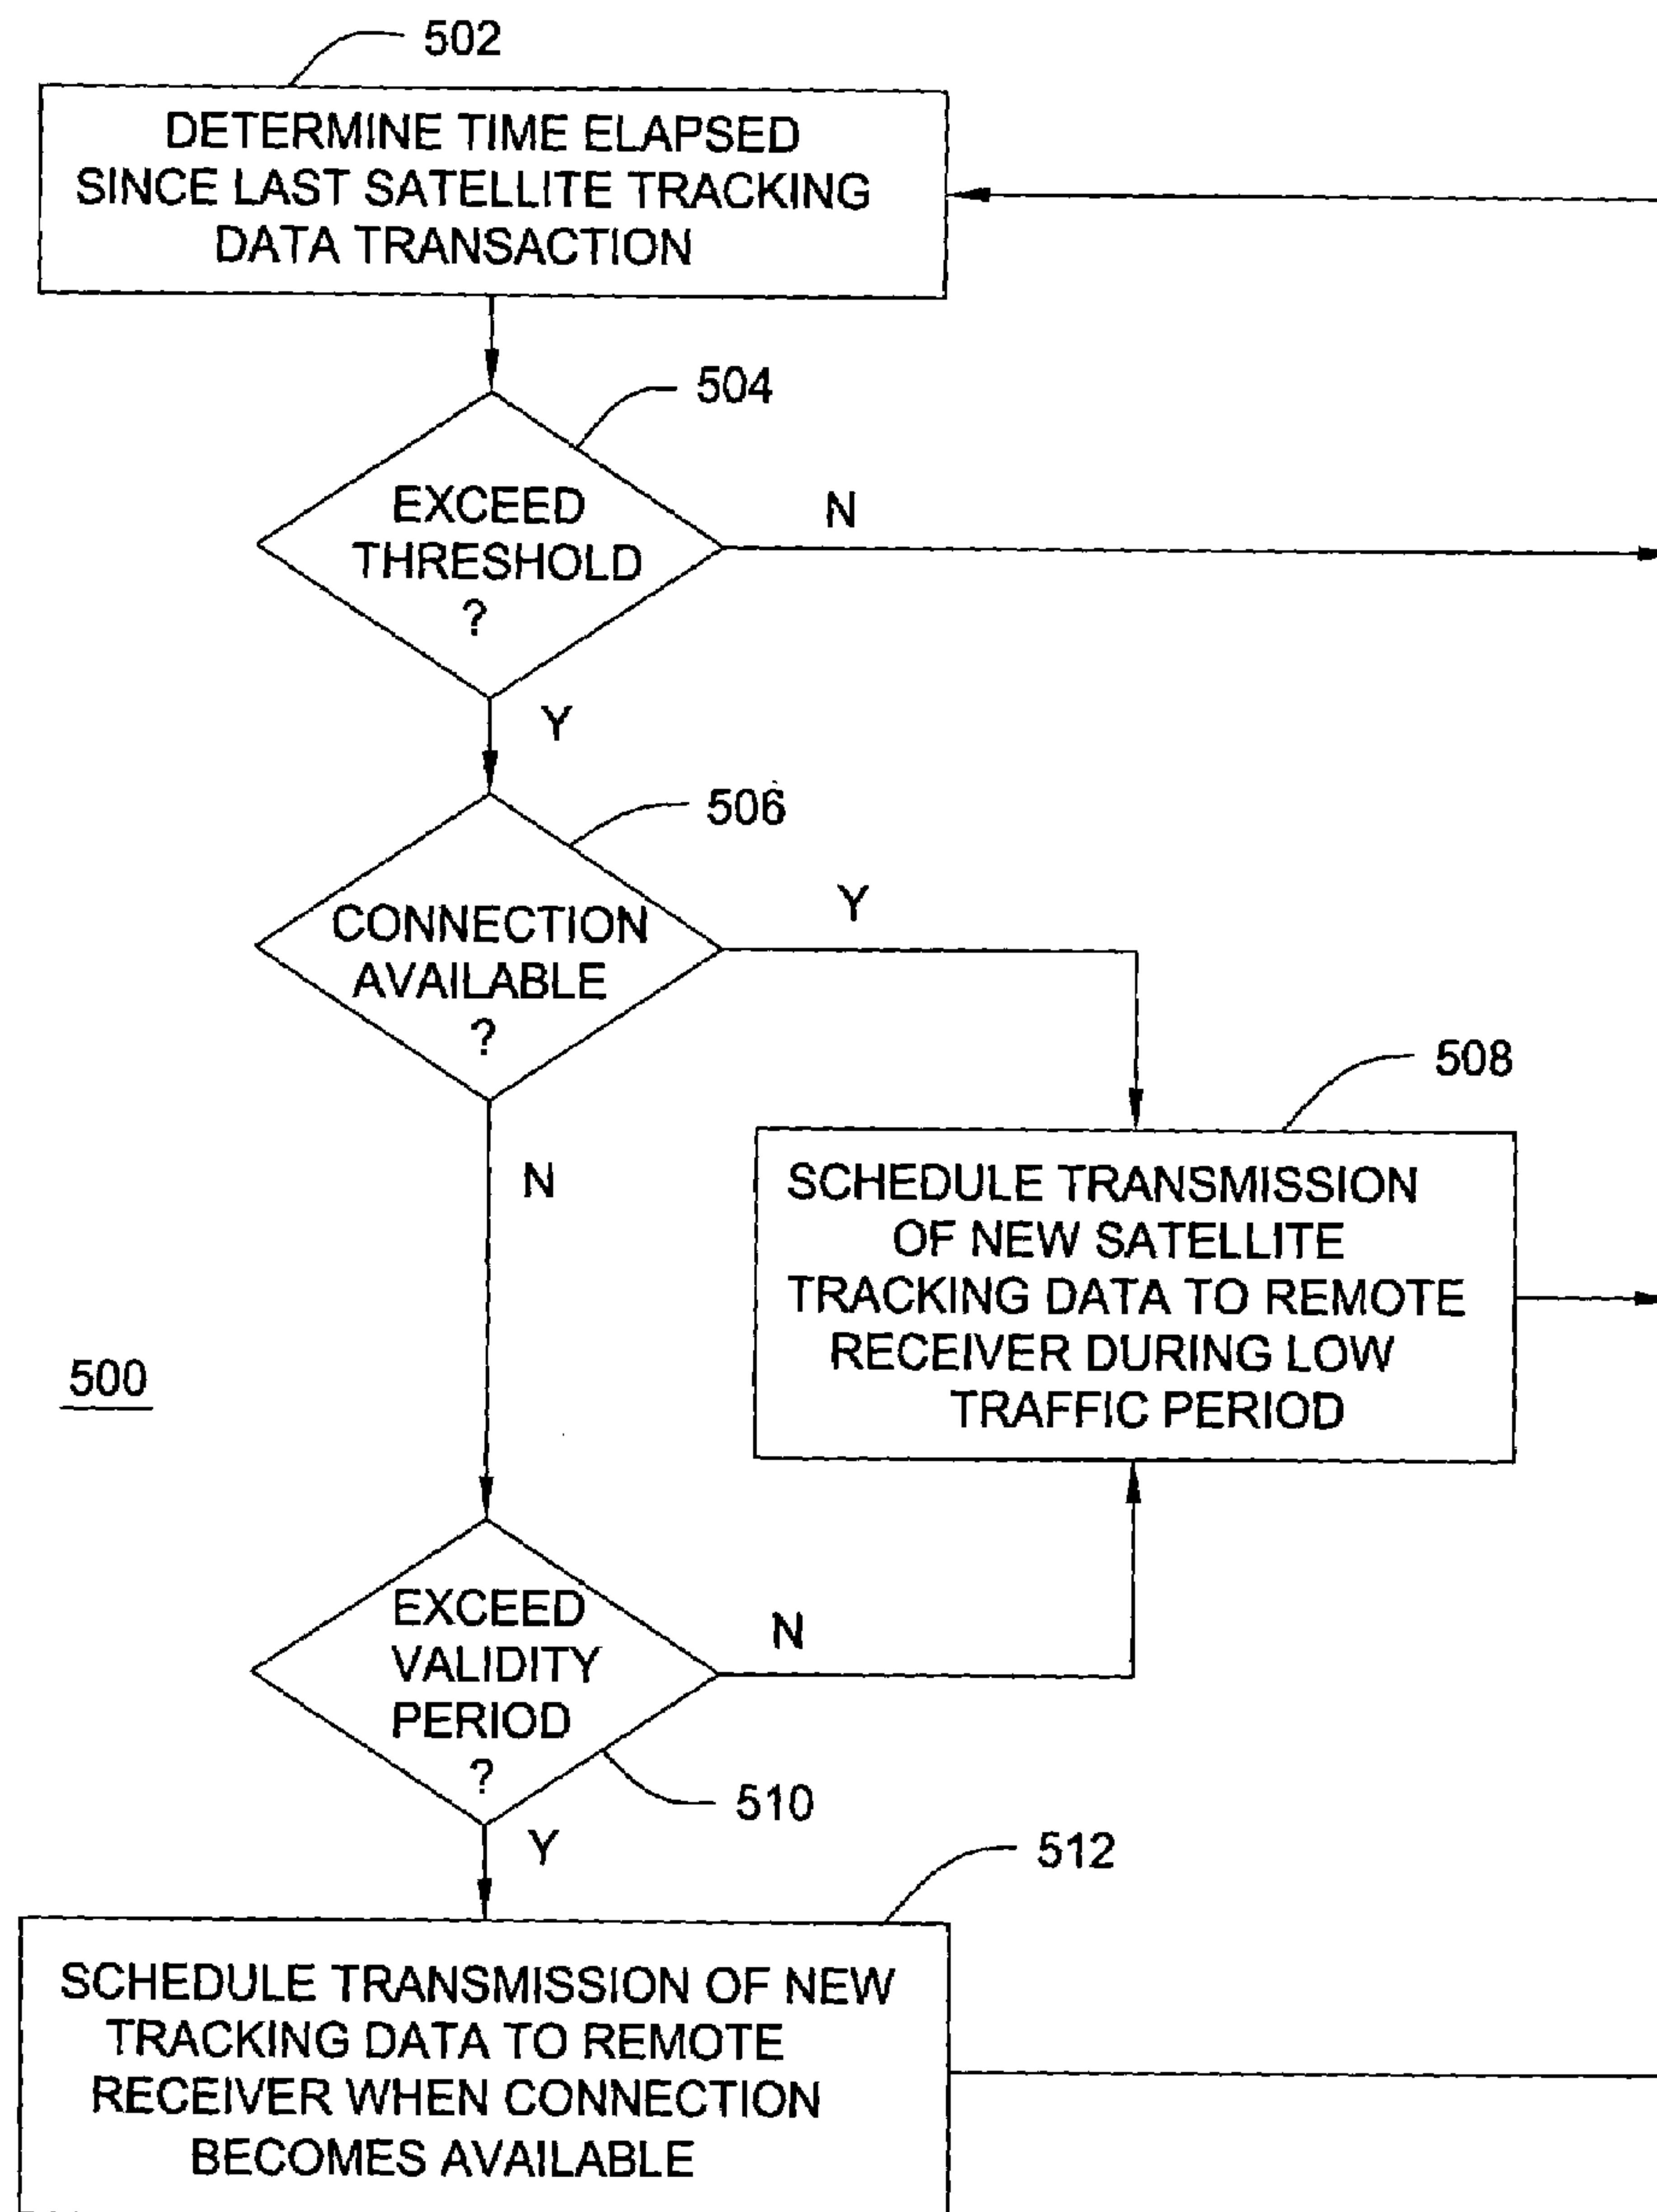 502
DETERMINE TIME ELAPSED
SINCE LAST SATELLITE TRACKING
DATA TRANSACTION
504
EXCEED
THRESHOLD
?
N
Y
506
CONNECTION
AVAILABLE
?
Y
N
508
SCHEDULE TRANSMISSION
OF NEW SATELLITE
TRACKING DATA TO REMOTE
RECEIVER DURING LOW
TRAFFIC PERIOD
500
EXCEED
VALIDITY
PERIOD
?
N
510
Y
512
SCHEDULE TRANSMISSION OF NEW
TRACKING DATA TO REMOTE
RECEIVER WHEN CONNECTION
BECOMES AVAILABLE